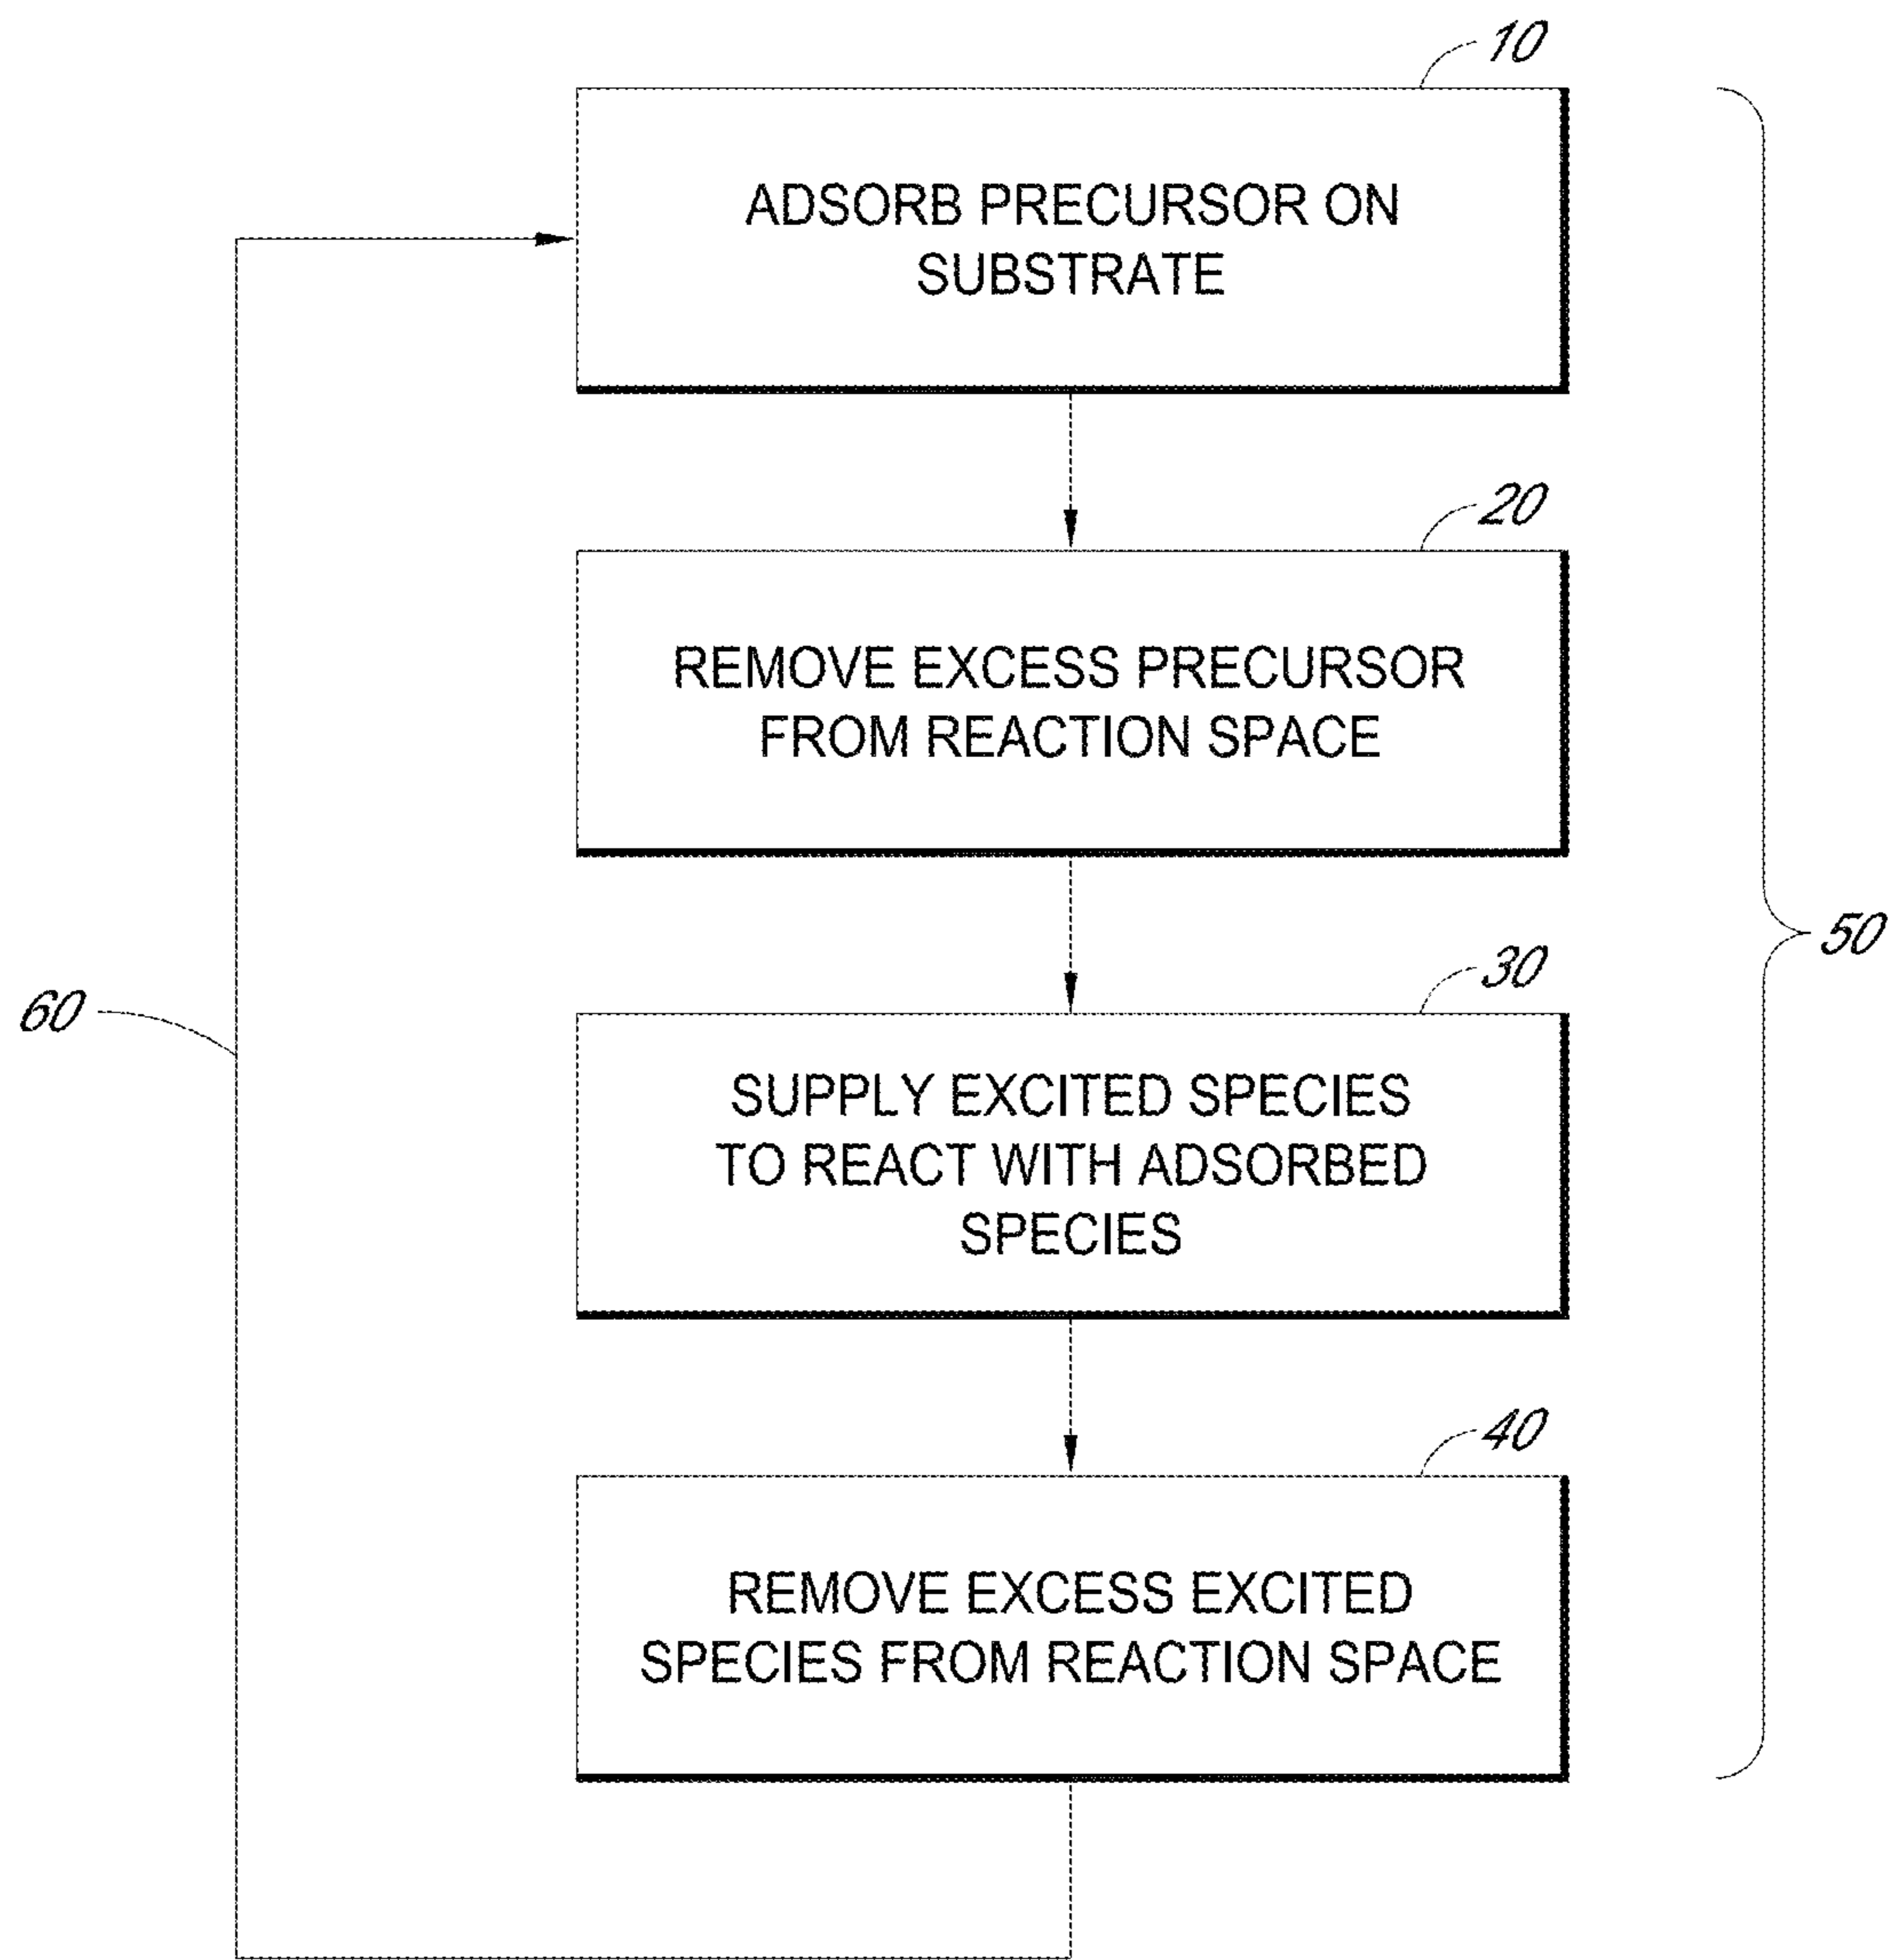 10
ADSORB PRECURSOR ON
SUBSTRATE
20
REMOVE EXCESS PRECURSOR
FROM REACTION SPACE
50
30
60
SUPPLY EXCITED SPECIES
TO REACT WITH ADSORBED
SPECIES
40
REMOVE EXCESS EXCITED
SPECIES FROM REACTION SPACE